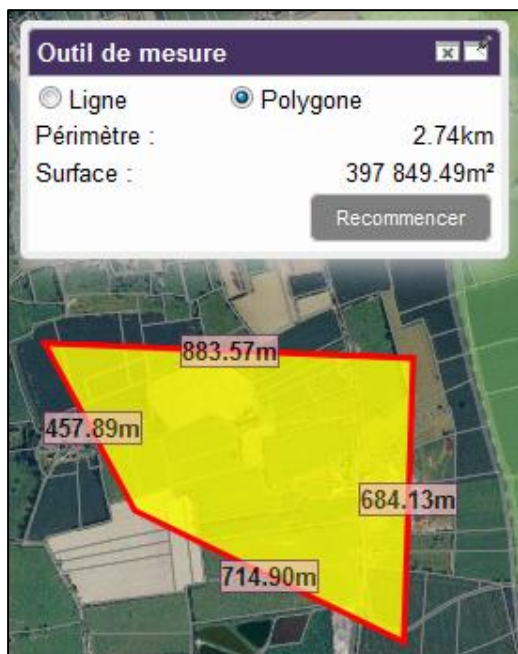 Outil de mesure
Ligne Polygone
Périmètre : 2.74km
Surface : 397 849.49m²
Recommencer
883.57m
457.89m
684.13m
714.90m